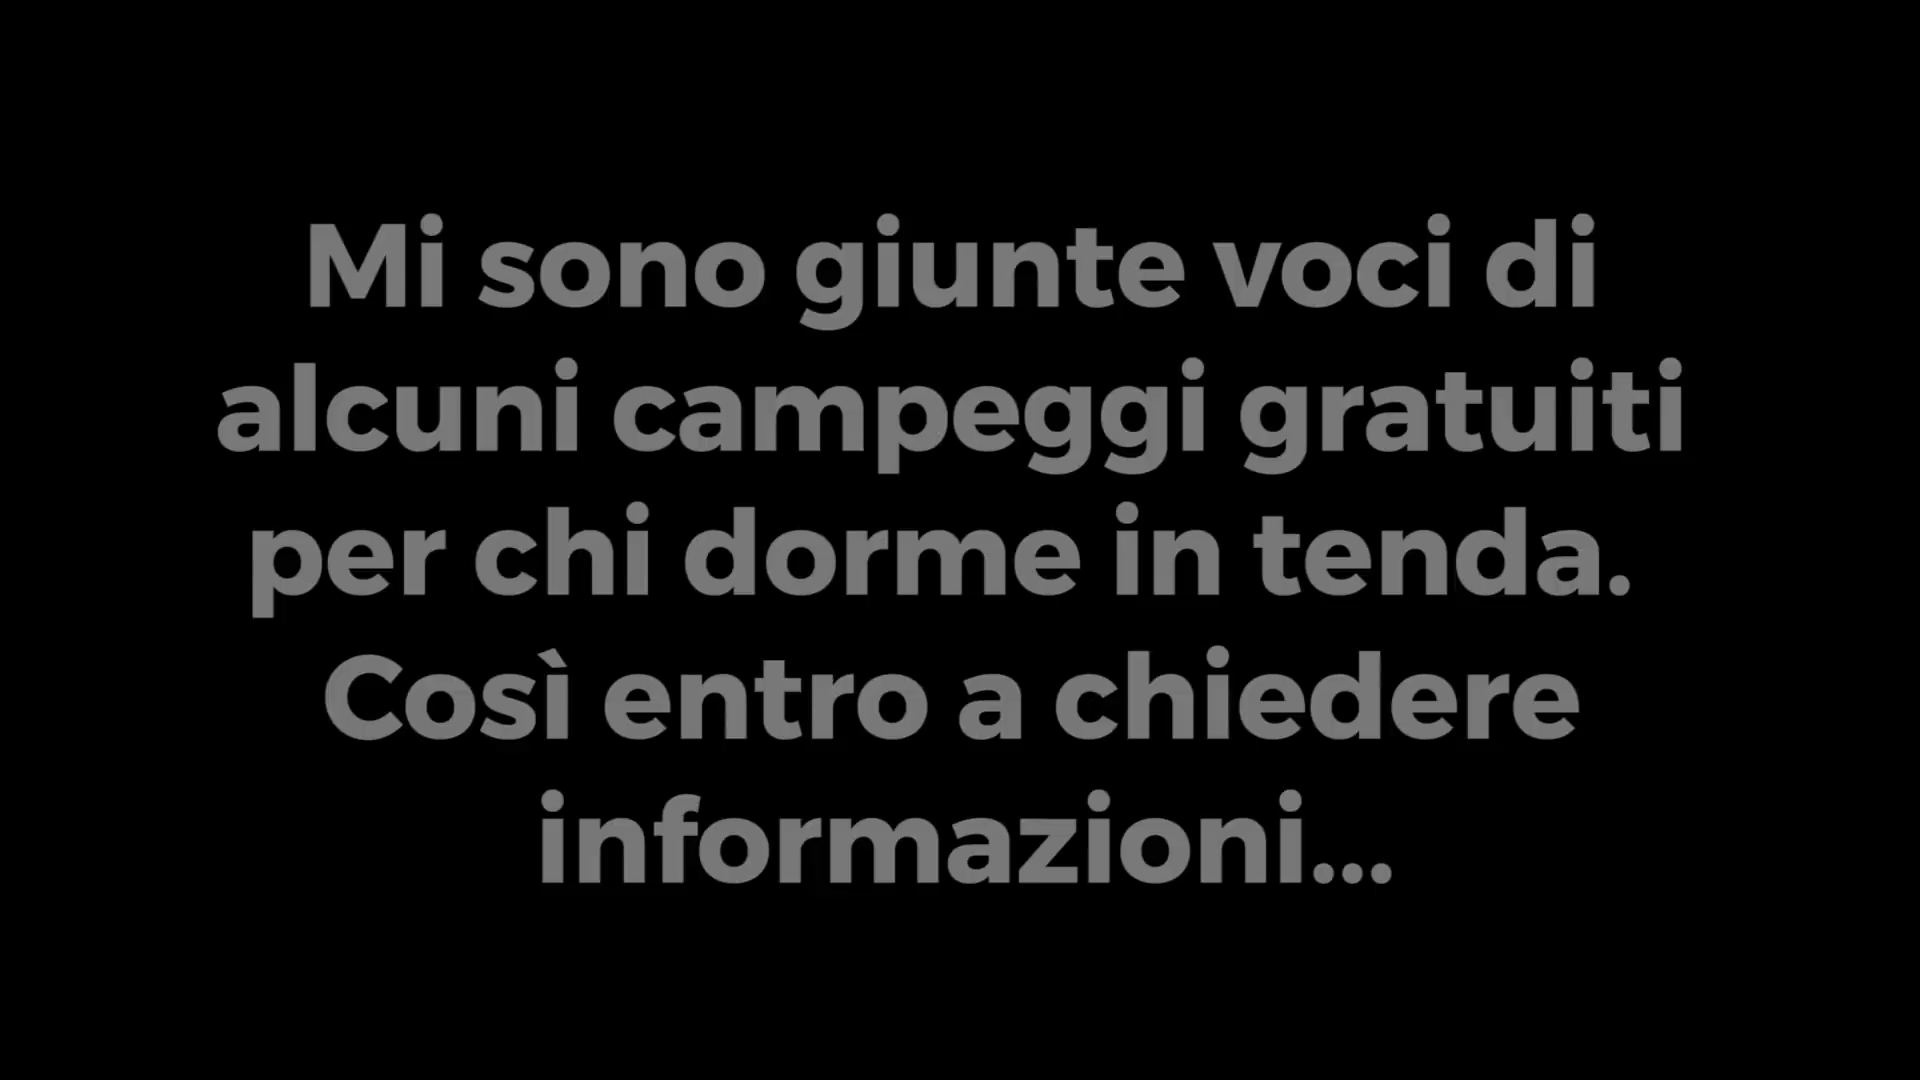 Mi sono giunte voci di
alcuni campeggi gratuiti
per chi dorme in tenda.
Così entro a chiedere
informazioni...